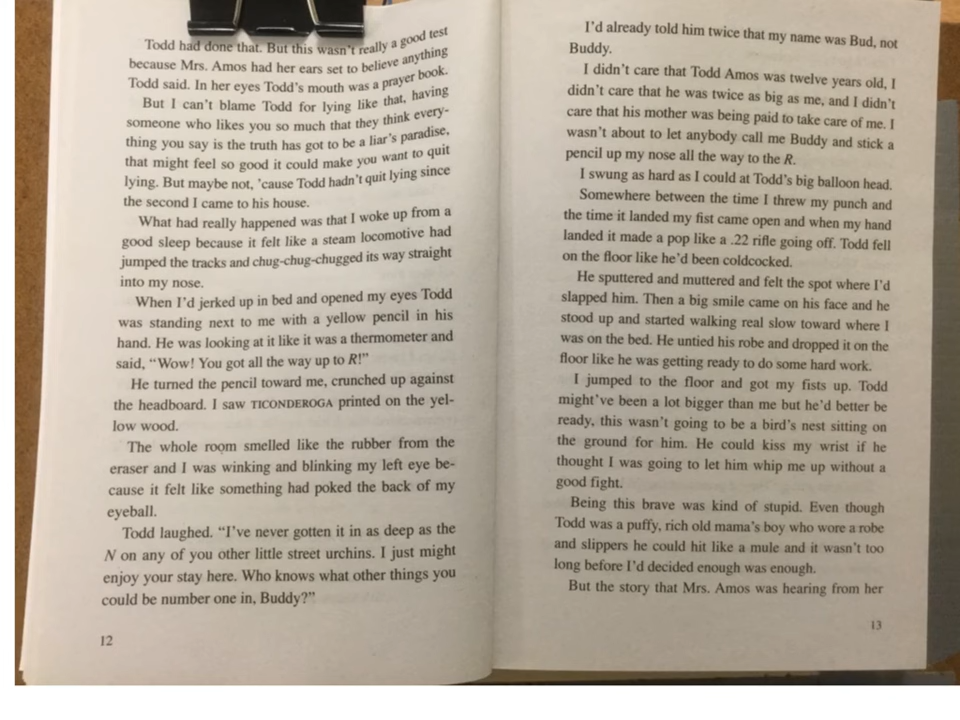 Todd had done that. But this wasn't really a good test
because Mrs. Amos had her ears set to believe anything
Todd said. In her eyes Todd's mouth was a prayer book.
But I can't blame Todd for lying like that, having
someone who likes you so much that they think every-
thing you say is the truth has got to be a liar's paradise,
that might feel so good it could make you want to quit
lying. But maybe not, 'cause Todd hadn't quit lying since
the second I came to his house.
What had really happened was that I woke up from a
good sleep because it felt like a steam locomotive had
jumped the tracks and chug-chug-chugged its way straight
into my nose.
When I'd jerked up in bed and opened my eyes Todd
was standing next to me with a yellow pencil in his
hand. He was looking at it like it was a thermometer and
said, "Wow! You got all the way up to R!"
He turned the pencil toward me, crunched up against
the headboard. I saw TICONDEROGA printed on the yel-
low wood.
The whole room smelled like the rubber from the
eraser and I was winking and blinking my left eye be-
cause it felt like something had poked the back of my
eyeball.
Todd laughed. "I've never gotten it in as deep as the
N on any of you other little street urchins. I just might
enjoy your stay here. Who knows what other things you
could be number one in, Buddy?"
12
I'd already told him twice that my name was Bud, not
Buddy.
I didn't care that Todd Amos was twelve years old, I
didn't care that he was twice as big as me, and I didn't
care that his mother was being paid to take care of me. I
wasn't about to let anybody call me Buddy and stick a
pencil up my nose all the way to the R.
I swung as hard as I could at Todd's big balloon head.
Somewhere between the time I threw my punch and
the time it landed my fist came open and when my hand
landed it made a pop like a .22 rifle going off. Todd fell
on the floor like he'd been coldcocked.
He sputtered and muttered and felt the spot where I'd
slapped him. Then a big smile came on his face and he
stood up and started walking real slow toward where I
was on the bed. He untied his robe and dropped it on the
floor like he was getting ready to do some hard work.
I jumped to the floor and got my fists up. Todd
might've been a lot bigger than me but he'd better be
ready, this wasn't going to be a bird's nest sitting on
the ground for him. He could kiss my wrist if he
thought I was going to let him whip me up without a
good fight.
Being this brave was kind of stupid. Even though
Todd was a puffy, rich old mama's boy who wore a robe
and slippers he could hit like a mule and it wasn't too
long before I'd decided enough was enough.
But the story that Mrs. Amos was hearing from her
13